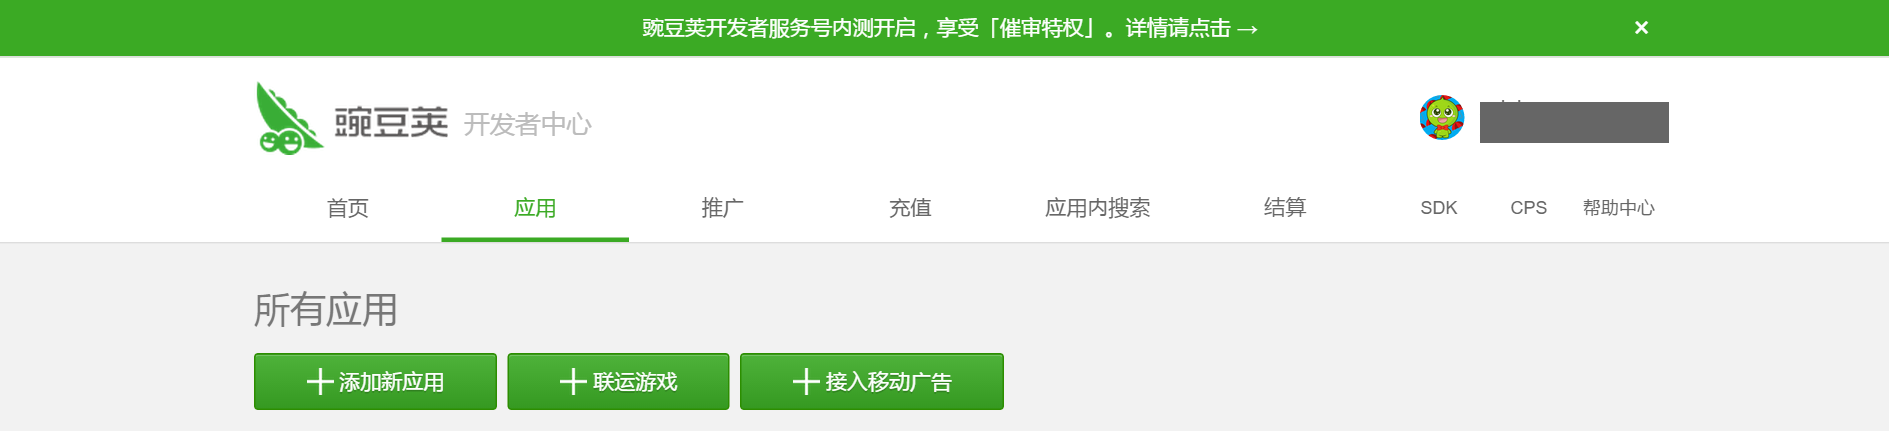 豌豆荚开发者服务号内测开启，享受「催审特权」。详情请点击 → ×
豌豆荚 开发者中心
首页 应用 推广 充值 应用内搜索 结算 SDK CPS 帮助中心
所有应用
添加新应用 联运游戏 接入移动广告